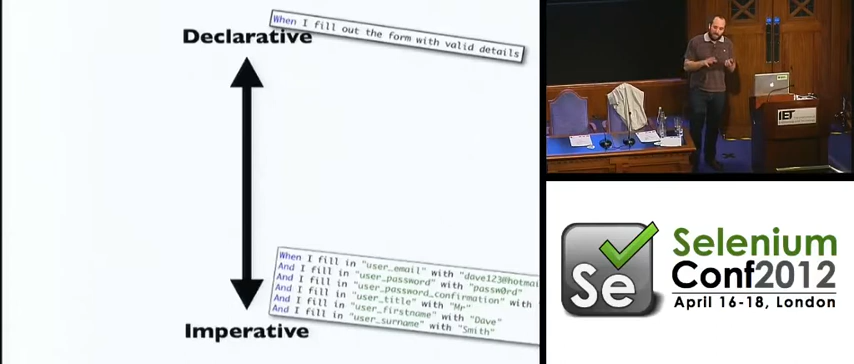 When I fill out the form with valid details
Declarative
When I fill in "user_email" with "dave123@hotmai
And I fill in "user_password" with "passw0rd
And I fill in "user_password_confirmation" with "
And I fill in "user_title" with "Mr"
And I fill in "user_firstname" with "Dave"
And I fill in "user_surname" with "Smith"
Imperative
IET
Se
Selenium
Conf2012
April 16-18, London